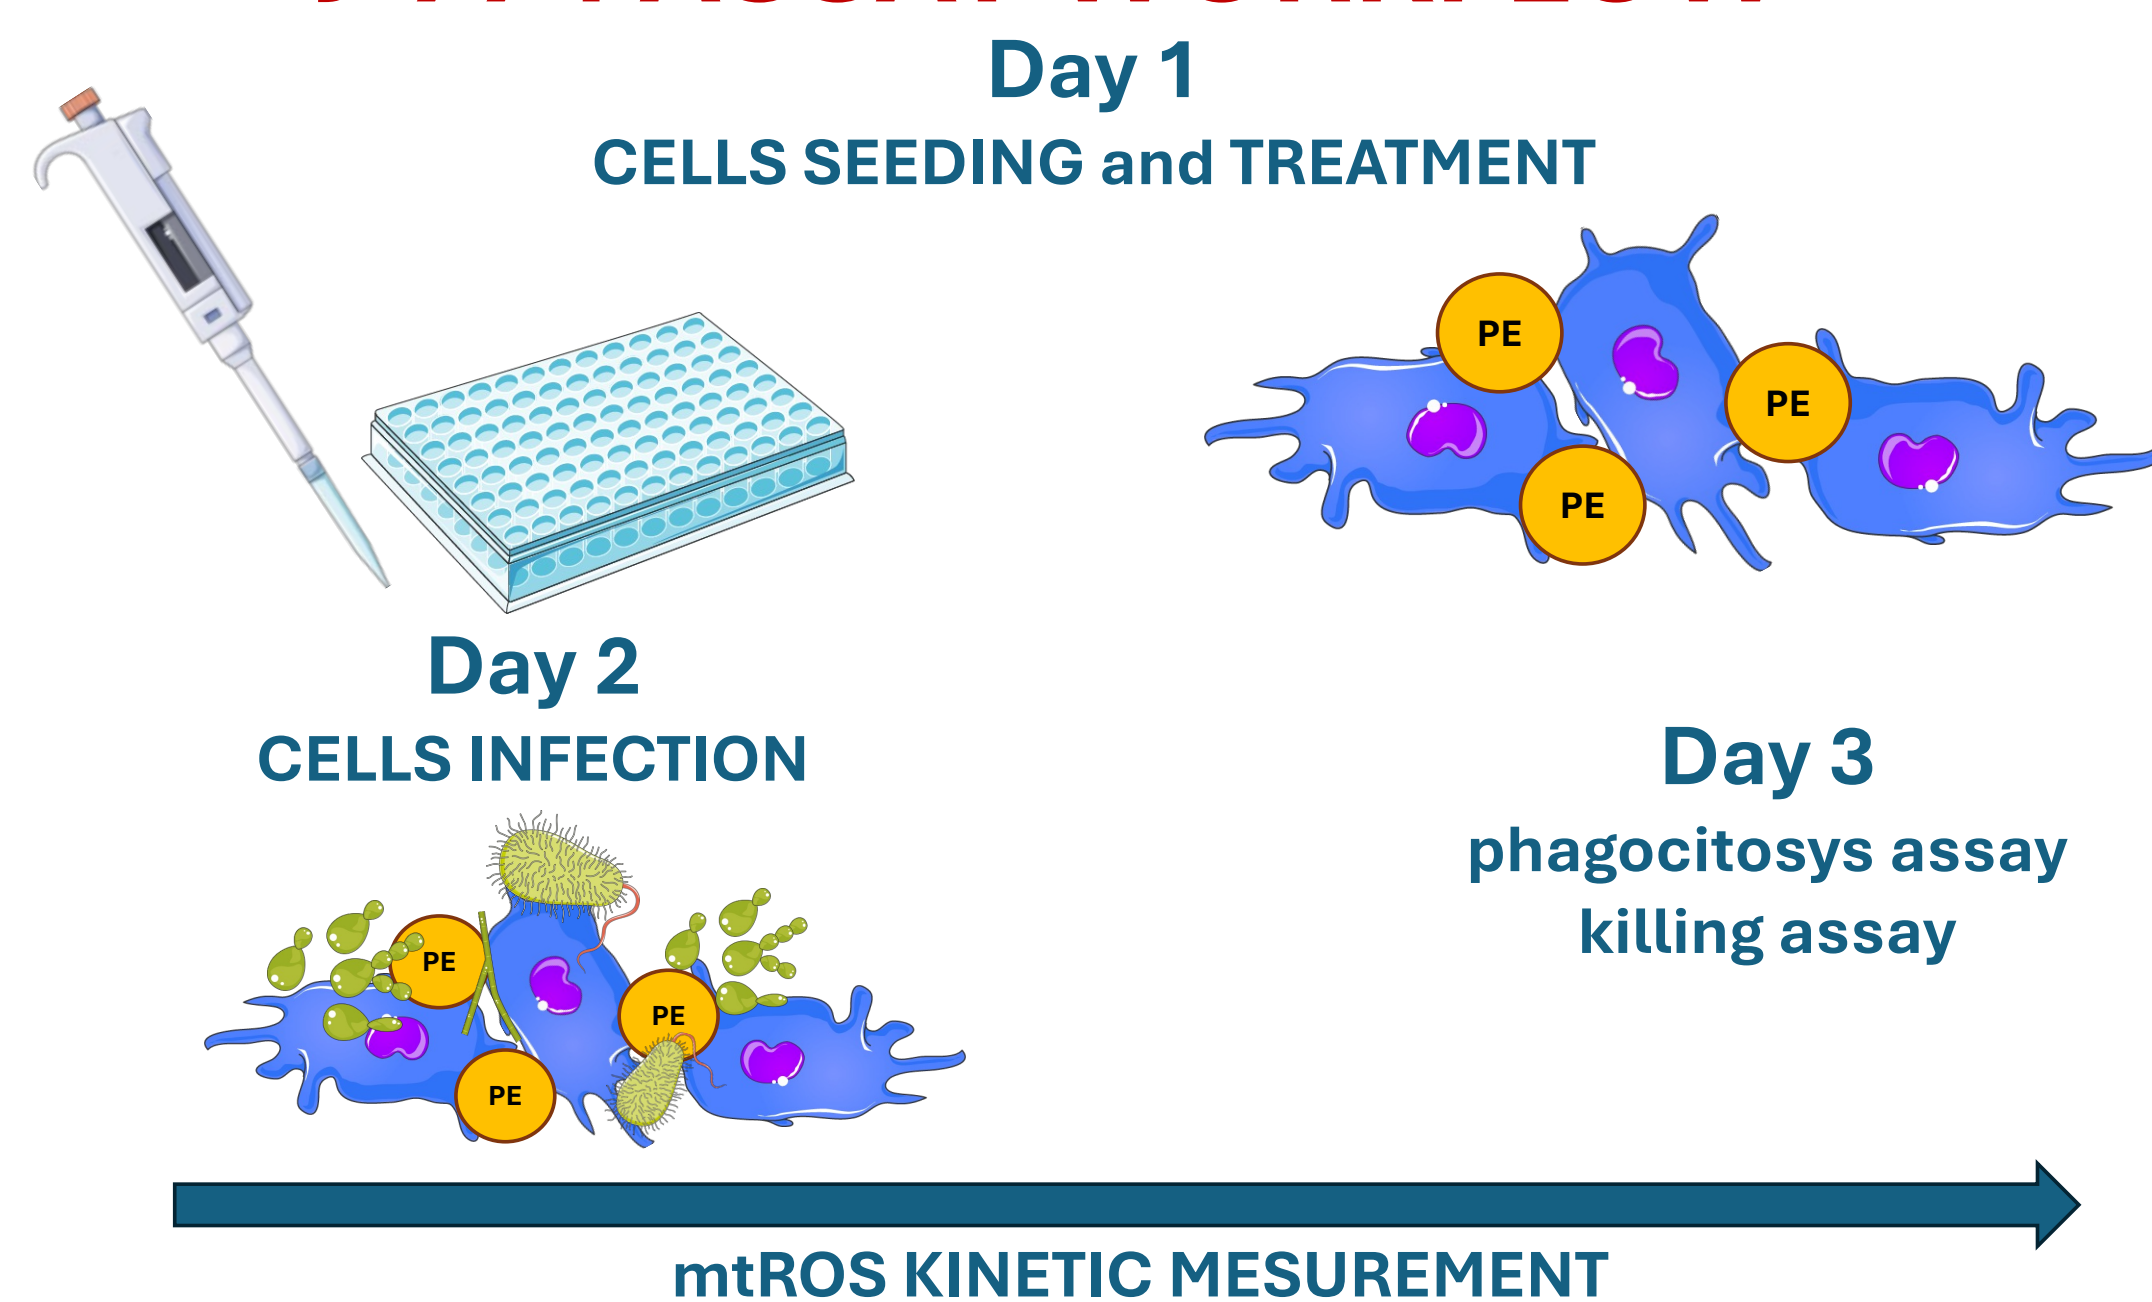 Day 1
CELLS SEEDING and TREATMENT
PE
PE
PE
Day 2
CELLS INFECTION
Day 3
phagocitosys assay
killing assay
PE
PE
PE
mtROS KINETIC MESUREMENT